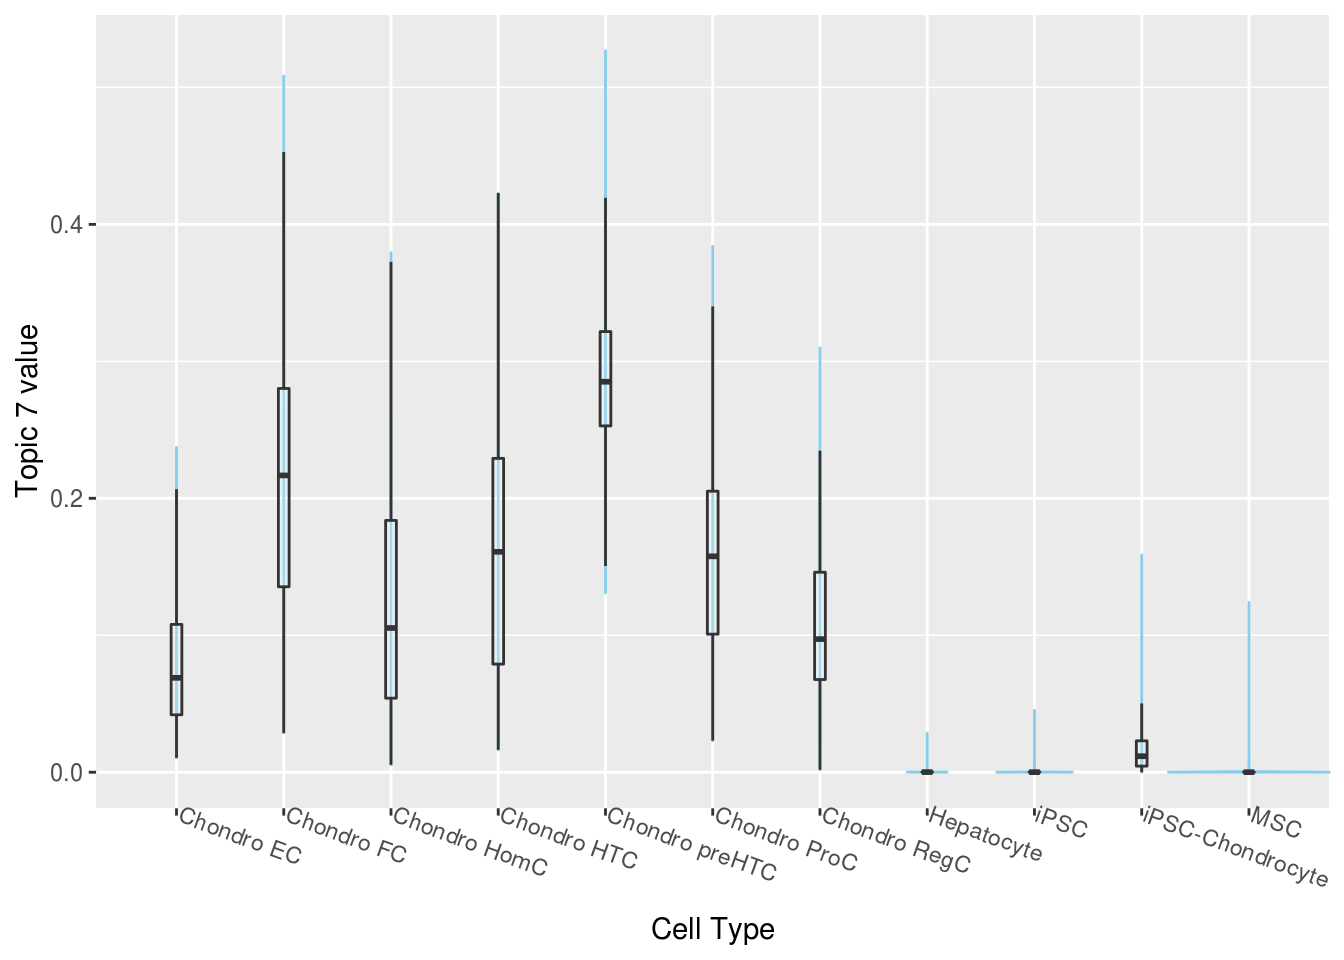 Topic 7 value
0.4
0.2
0.0
Chondro EC
Chondro FC
Chondro HomC
Chondro HTC
Chondro preHTC
Chondro ProC
Chondro RegC
Hepatocyte
iPSC
iPSC-Chondrocyte
MSC
Cell Type